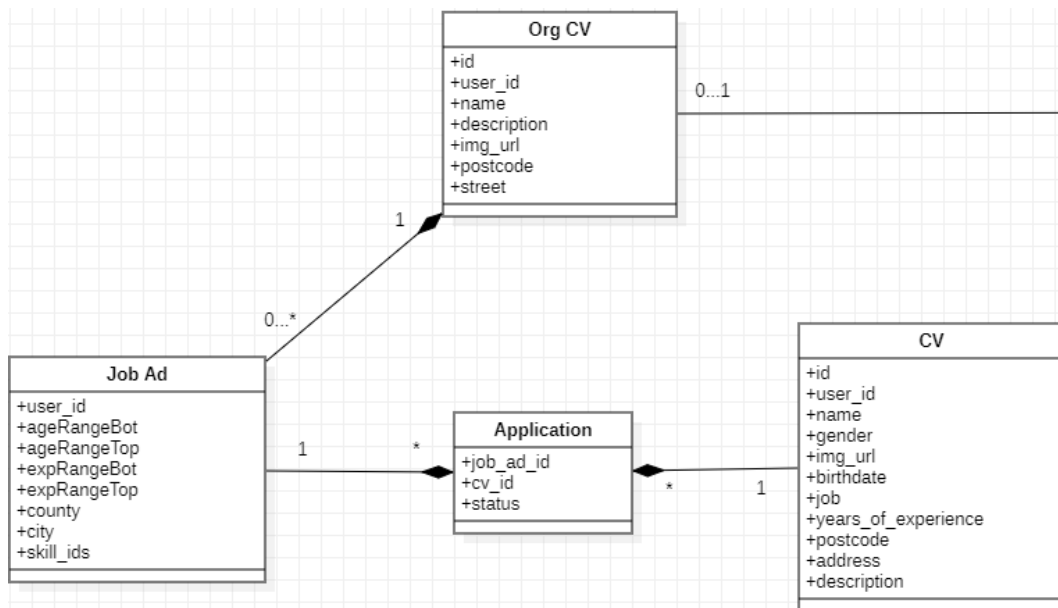 Org CV
+id
+user_id
+name
+description
+img_url
+postcode
+street
0...1
1
0...*
Job Ad
+user_id
+ageRangeBot
+ageRangeTop
+expRangeBot
+expRangeTop
+county
+city
+skill_ids
1
*
Application
+job_ad_id
+cv_id
+status
*
1
CV
+id
+user_id
+name
+gender
+img_url
+birthdate
+job
+years_of_experience
+postcode
+address
+description